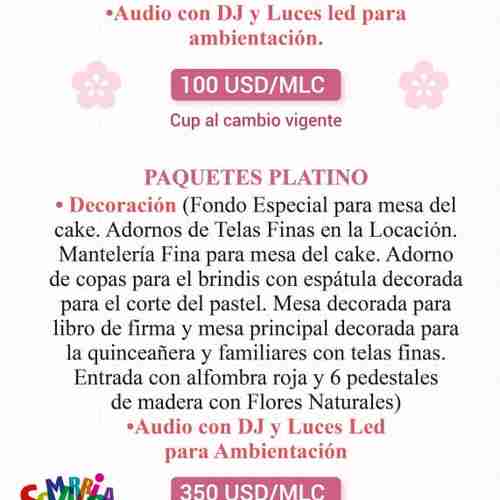 •Audio con DJ y Luces led para
ambientación.
100 USD/MLC
Cup al cambio vigente
PAQUETES PLATINO
• Decoración (Fondo Especial para mesa del
cake. Adornos de Telas Finas en la Locación.
Mantelería Fina para mesa del cake. Adorno
de copas para el brindis con espátula decorada
para el corte del pastel. Mesa decorada para
libro de firma y mesa principal decorada para
la quinceañera y familiares con telas finas.
Entrada con alfombra roja y 6 pedestales
de madera con Flores Naturales)
•Audio con DJ y Luces Led
para Ambientación
350 USD/MLC